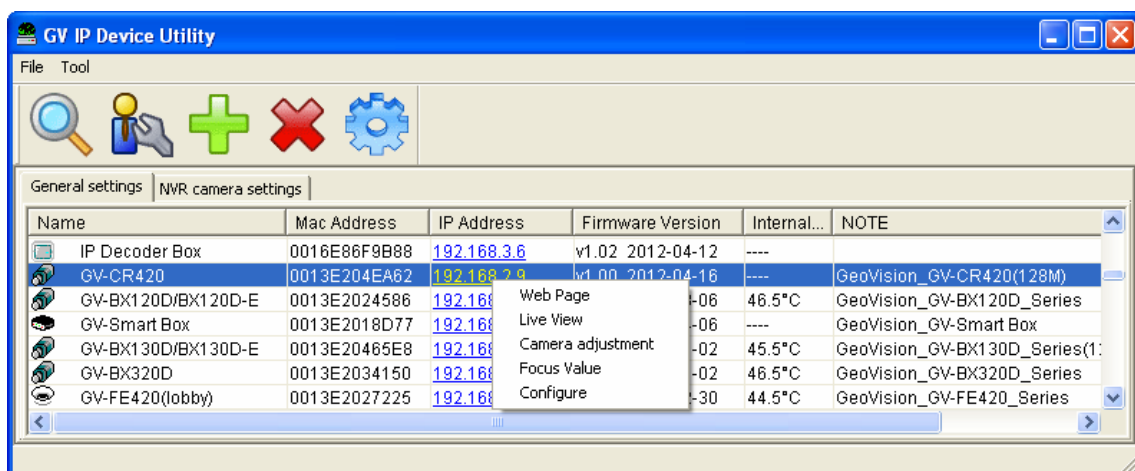 GV IP Device Utility
File Tool
General settings NVR camera settings
Name Mac Address IP Address Firmware Version Internal... NOTE
IP Decoder Box 0016E86F9B88 192.168.3.6 v1.02 2012-04-12 ----
GV-CR420 0013E204EA62 192.168.2.9 v1.00 2012-04-16 ---- GeoVision_GV-CR420(128M)
GV-BX120D/BX120D-E 0013E2024586 192.168 -06 46.5°C GeoVision_GV-BX120D_Series
GV-Smart Box 0013E2018D77 192.168 -06 ---- GeoVision_GV-Smart Box
GV-BX130D/BX130D-E 0013E20465E8 192.168 -02 45.5°C GeoVision_GV-BX130D_Series(1
GV-BX320D 0013E2034150 192.168 -02 46.5°C GeoVision_GV-BX320D_Series
GV-FE420(lobby) 0013E2027225 192.168 -30 44.5°C GeoVision_GV-FE420_Series
Web Page
Live View
Camera adjustment
Focus Value
Configure